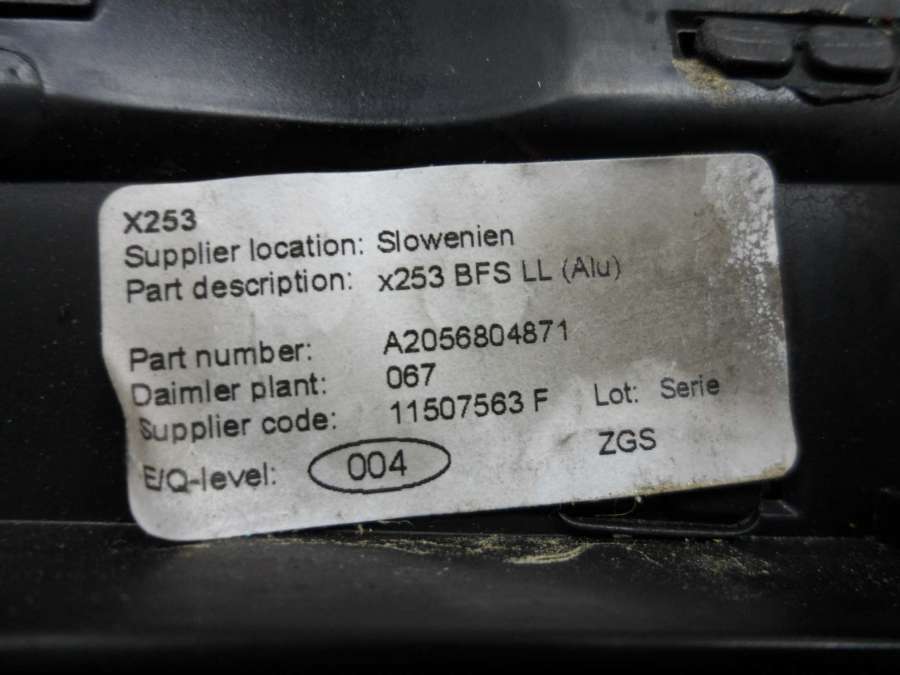 X253
Supplier location: Slowenien
Part description: x253 BFS LL (Alu)
Part number: A2056804871
Daimler plant: 067
Supplier code: 11507563 F Lot: Serie
E/Q-level: 004 ZGS